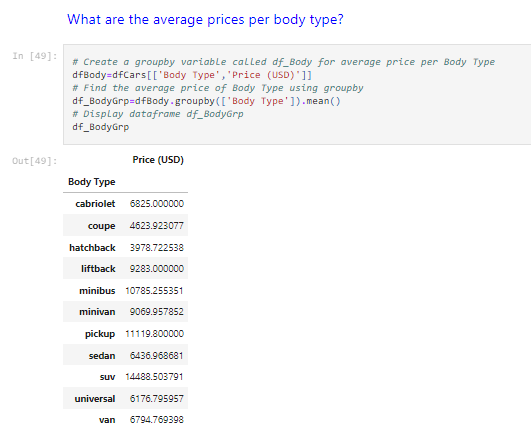 What are the average prices per body type?
In [49]:
# Create a groupby variable called df_Body for average price per Body Type
dfBody=dfCars[['Body Type','Price (USD)']]
# Find the average price of Body Type using groupby
df_BodyGrp=dfBody.groupby(['Body Type']).mean()
# Display dataframe df_BodyGrp
df_BodyGrp
Out[49]:
Price (USD)
Body Type
cabriolet 6825.000000
coupe 4623.923077
hatchback 3978.722538
liftback 9283.000000
minibus 10785.255351
minivan 9069.957852
pickup 11119.800000
sedan 6436.968681
suv 14488.503791
universal 6176.795957
van 6794.769398